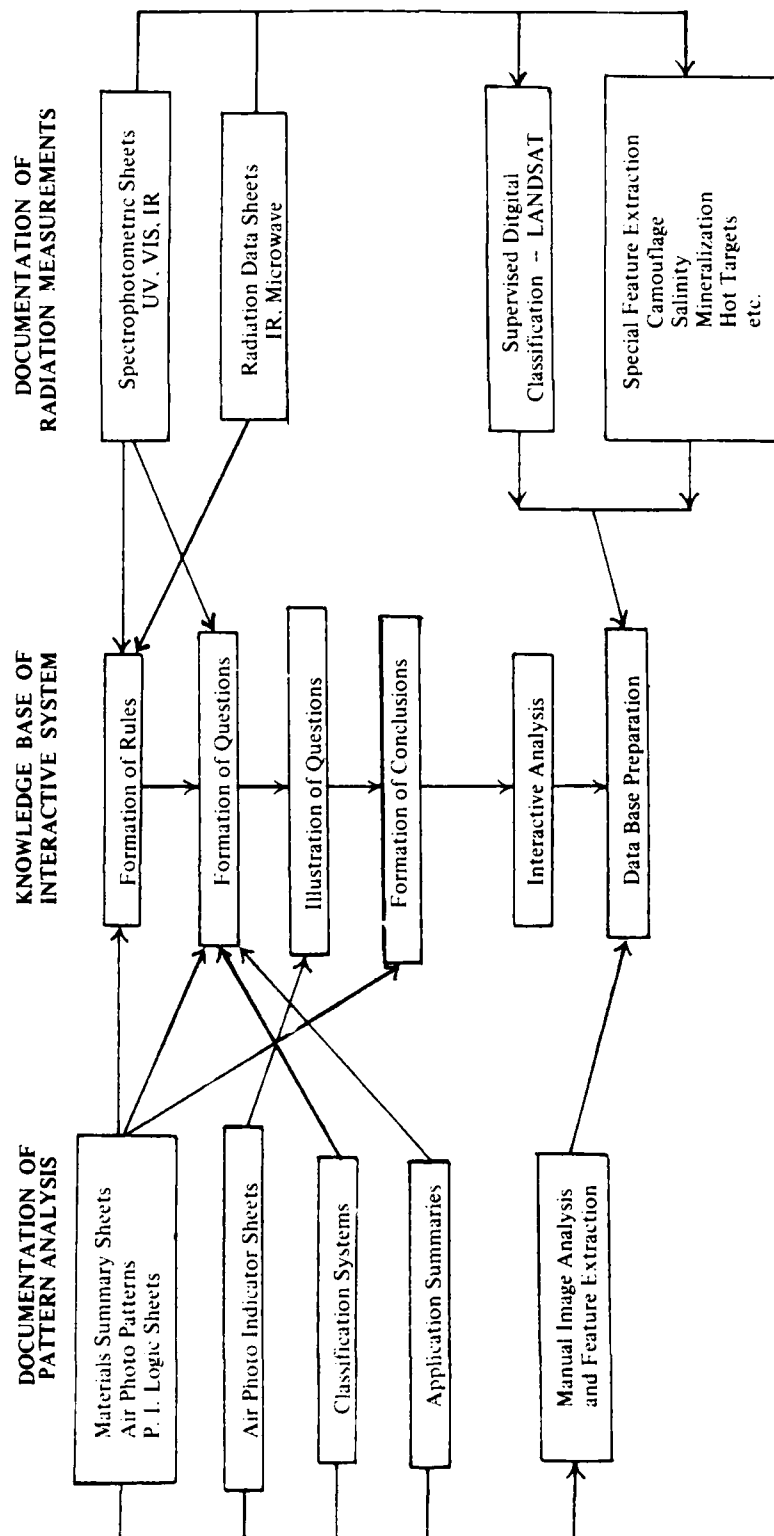 DOCUMENTATION OF
PATTERN ANALYSIS
Materials Summary Sheets
Air Photo Patterns
P. I. Logic Sheets
Air Photo Indicator Sheets
Classification Systems
Application Summaries
Manual Image Analysis
and Feature Extraction
KNOWLEDGE BASE OF
INTERACTIVE SYSTEM
Formation of Rules
Formation of Questions
Illustration of Questions
Formation of Conclusions
Interactive Analysis
Data Base Preparation
DOCUMENTATION OF
RADIATION MEASUREMENTS
Spectrophotometric Sheets
UV. VIS. IR
Radiation Data Sheets
IR. Microwave
Supervised Ditgital
Classification -- LANDSAT
Special Feature Extraction
Camouflage
Salinity
Mineralization
Hot Targets
etc.